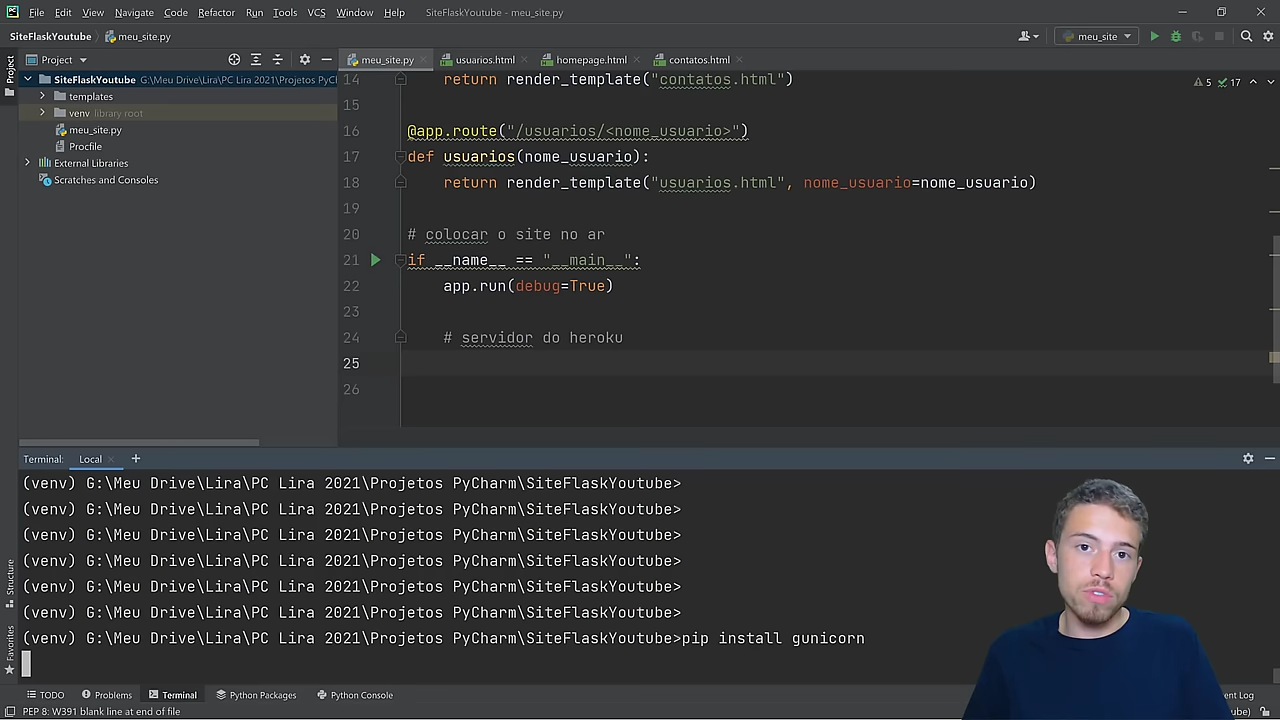 File Edit View Navigate Code Refactor Run Tools VCS Window Help SiteFlaskYoutube - meu_site.py
SiteFlaskYoutube meu_site.py meu_site
Project
Project
meu_site.py usuarios.html homepage.html contatos.html
SiteFlaskYoutube G:\Meu Drive\Lira\PC Lira 2021\Projetos PyCh
templates
venv library root
meu_site.py
Procfile
External Libraries
Scratches and Consoles
5 17
14 return render_template("contatos.html")
15
16 @app.route("/usuarios/<nome_usuario>")
17 def usuarios(nome_usuario):
18 return render_template("usuarios.html", nome_usuario=nome_usuario)
19
20 # colocar o site no ar
21 if __name__ == "__main__":
22 app.run(debug=True)
23
24 # servidor do heroku
25
26
Terminal: Local
(venv) G:\Meu Drive\Lira\PC Lira 2021\Projetos PyCharm\SiteFlaskYoutube>
(venv) G:\Meu Drive\Lira\PC Lira 2021\Projetos PyCharm\SiteFlaskYoutube>
(venv) G:\Meu Drive\Lira\PC Lira 2021\Projetos PyCharm\SiteFlaskYoutube>
(venv) G:\Meu Drive\Lira\PC Lira 2021\Projetos PyCharm\SiteFlaskYoutube>
(venv) G:\Meu Drive\Lira\PC Lira 2021\Projetos PyCharm\SiteFlaskYoutube>
(venv) G:\Meu Drive\Lira\PC Lira 2021\Projetos PyCharm\SiteFlaskYoutube>
(venv) G:\Meu Drive\Lira\PC Lira 2021\Projetos PyCharm\SiteFlaskYoutube>pip install gunicorn
Structure
Favorites
TODO Problems Terminal Python Packages Python Console ent Log
PEP 8: W391 blank line at end of file ube)